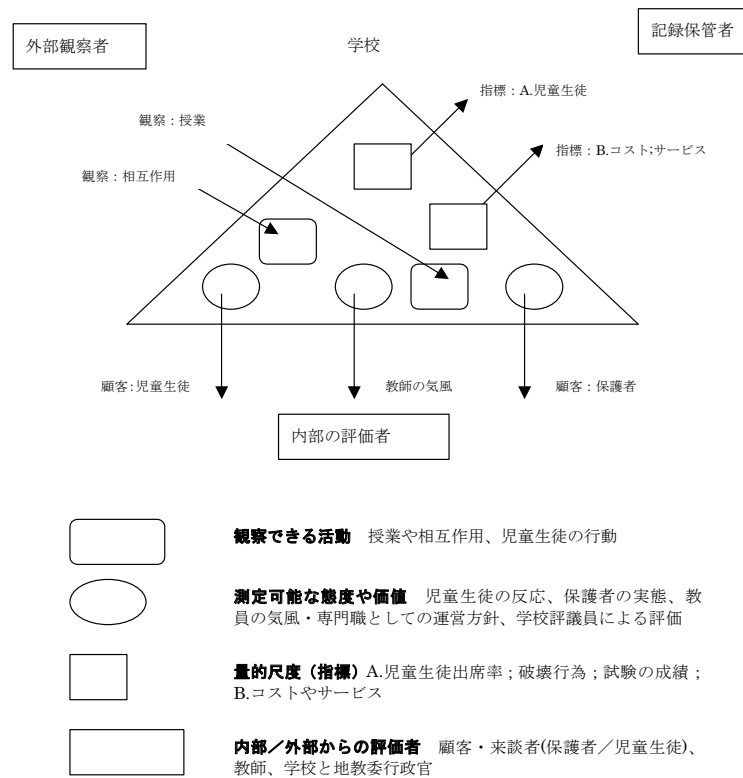 外部観察者
学校
記録保管者
指標：A.児童生徒
観察：授業
指標：B.コスト;サービス
観察：相互作用
顧客:児童生徒
教師の気風
顧客：保護者
内部の評価者
観察できる活動　授業や相互作用、児童生徒の行動
測定可能な態度や価値　児童生徒の反応、保護者の実態、教
員の気風・専門職としての運営方針、学校評議員による評価
量的尺度（指標）A.児童生徒出席率；破壊行為；試験の成績；
B.コストやサービス
内部／外部からの評価者　顧客・来談者(保護者／児童生徒)、
教師、学校と地教委行政官